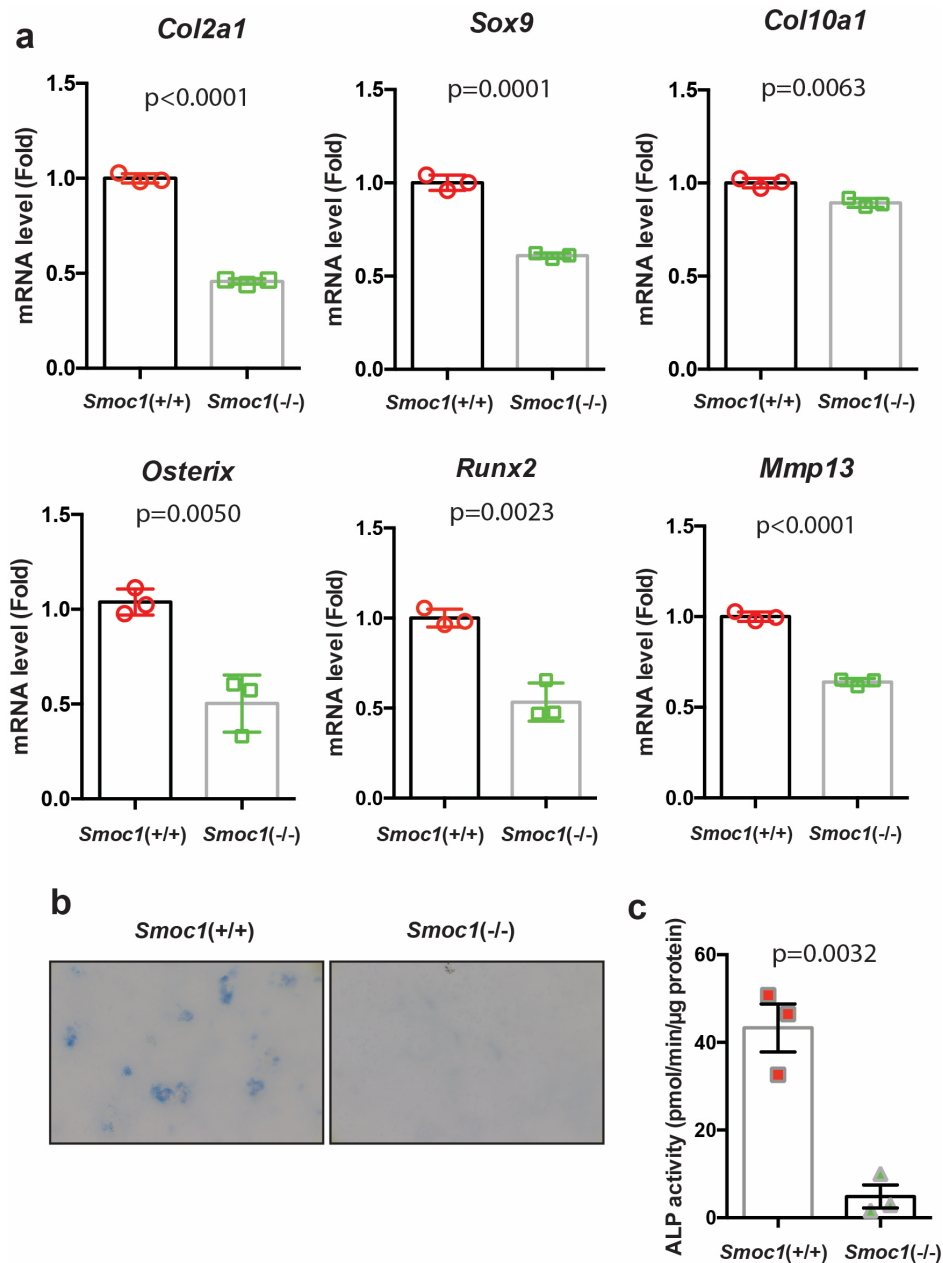 a
Col2a1
Sox9
Col10a1
p<0.0001
p=0.0001
p=0.0063
mRNA level (Fold)
1.5
1.0
0.5
0.0
Smoc1(+/+) Smoc1(-/-)
mRNA level (Fold)
1.5
1.0
0.5
0.0
Smoc1(+/+) Smoc1(-/-)
mRNA level (Fold)
1.5
1.0
0.5
0.0
Smoc1(+/+) Smoc1(-/-)
Osterix
Runx2
Mmp13
p=0.0050
p=0.0023
p<0.0001
mRNA level (Fold)
1.5
1.0
0.5
0.0
Smoc1(+/+) Smoc1(-/-)
mRNA level (Fold)
1.5
1.0
0.5
0.0
Smoc1(+/+) Smoc1(-/-)
mRNA level (Fold)
1.5
1.0
0.5
0.0
Smoc1(+/+) Smoc1(-/-)
b
Smoc1(+/+)
Smoc1(-/-)
c
p=0.0032
ALP activity (pmol/min/μg protein)
60
40
20
0
Smoc1(+/+) Smoc1(-/-)